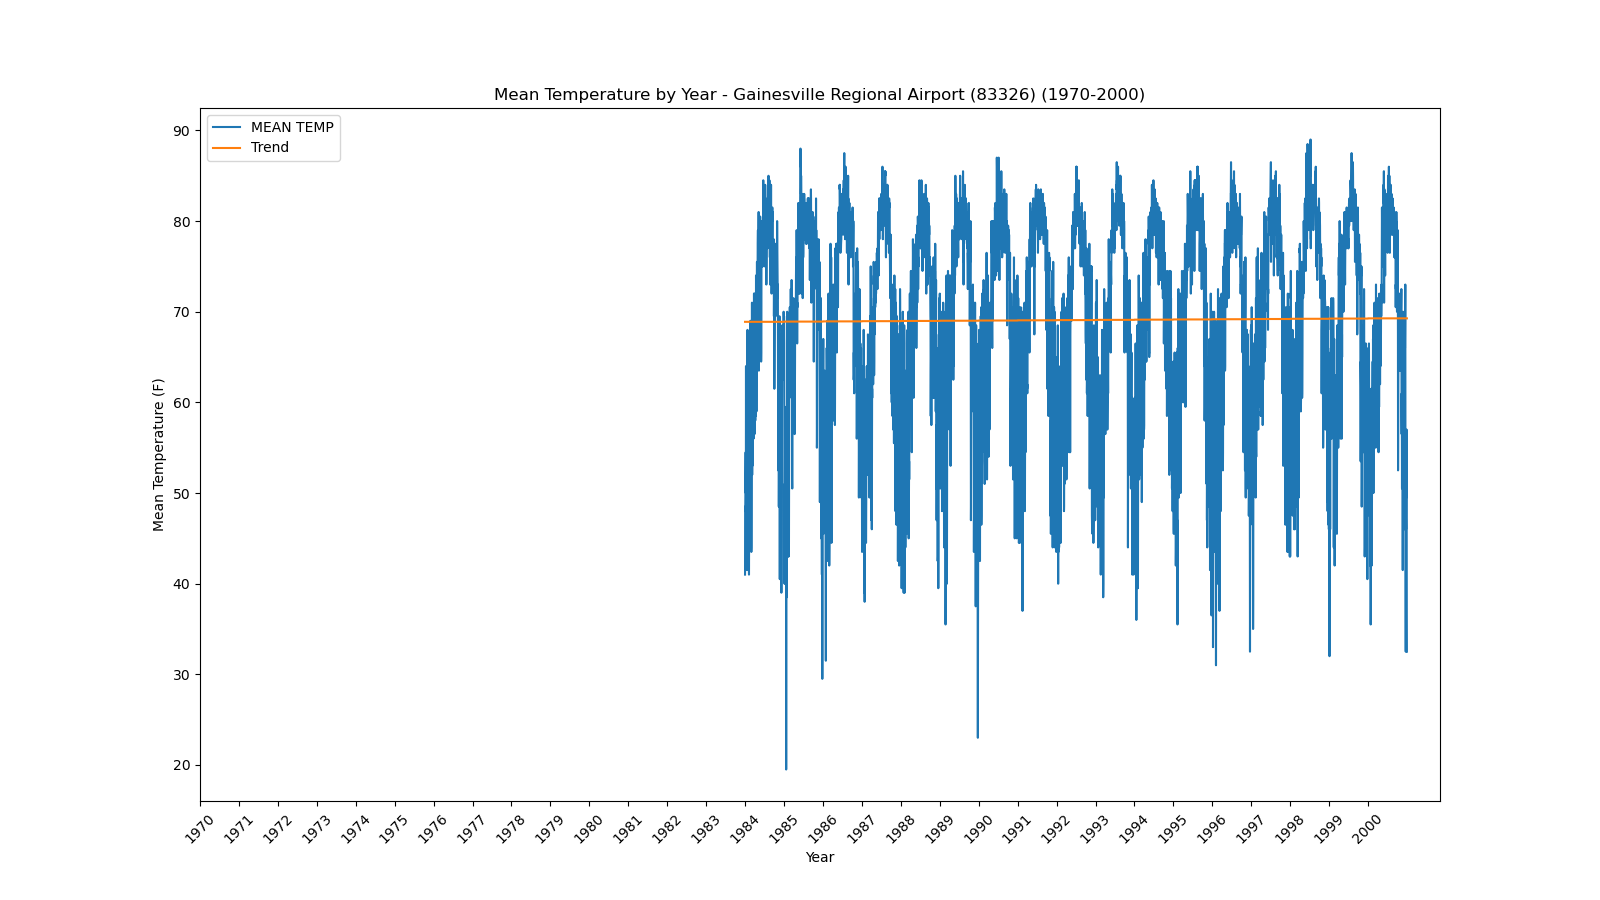 Mean Temperature by Year - Gainesville Regional Airport (83326) (1970-2000)
MEAN TEMP
Trend
90
80
70
60
50
40
30
20
Mean Temperature (F)
1970 1971 1972 1973 1974 1975 1976 1977 1978 1979 1980 1981 1982 1983 1984 1985 1986 1987 1988 1989 1990 1991 1992 1993 1994 1995 1996 1997 1998 1999 2000
Year